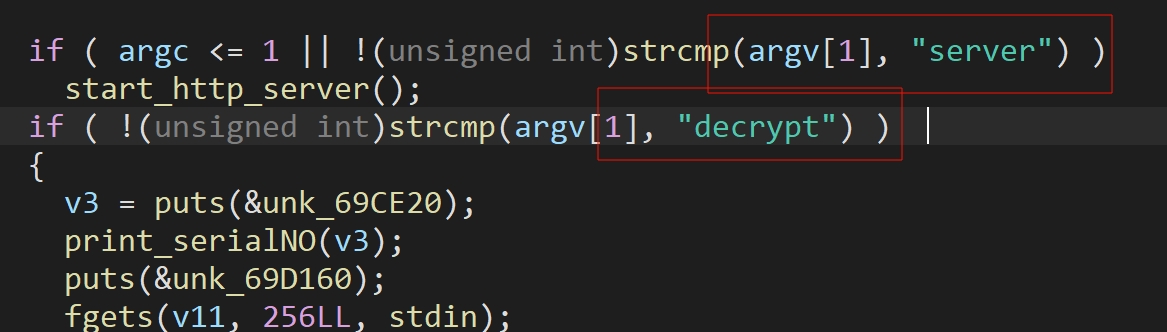 if ( argc <= 1 || !(unsigned int)strcmp(argv[1], "server") )
start_http_server();
if ( !(unsigned int)strcmp(argv[1], "decrypt") )
{
v3 = puts(&unk_69CE20);
print_serialNO(v3);
puts(&unk_69D160);
fgets(v11, 256LL, stdin);